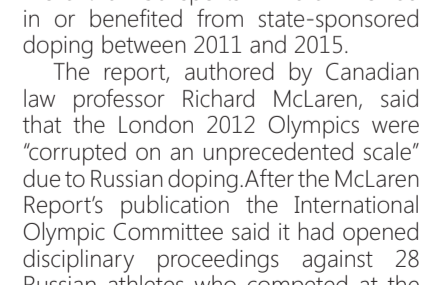 in or benefited from state-sponsored
doping between 2011 and 2015.
The report, authored by Canadian
law professor Richard McLaren, said
that the London 2012 Olympics were
“corrupted on an unprecedented scale”
due to Russian doping.After the McLaren
Report’s publication the International
Olympic Committee said it had opened
disciplinary proceedings against 28
Russian athletes who competed at the